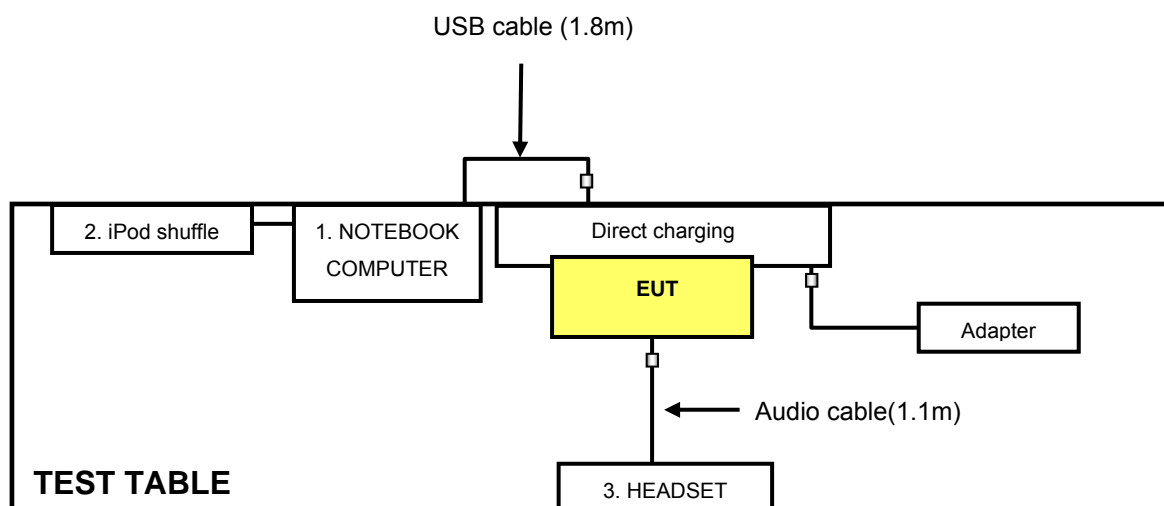 USB cable (1.8m)
2. iPod shuffle
1. NOTEBOOK
COMPUTER
Direct charging
EUT
Adapter
Audio cable(1.1m)
TEST TABLE
3. HEADSET